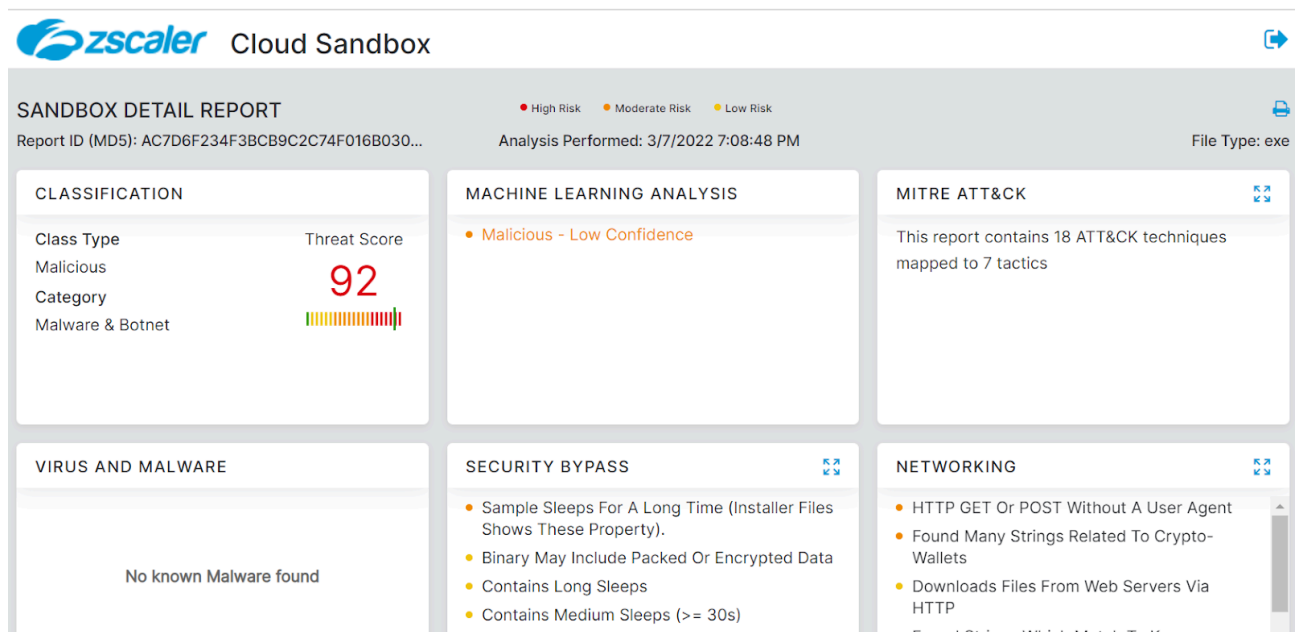 zscaler Cloud Sandbox
SANDBOX DETAIL REPORT
High Risk Moderate Risk Low Risk
Report ID (MD5): AC7D6F234F3BCB9C2C74F016B030...
Analysis Performed: 3/7/2022 7:08:48 PM
File Type: exe
CLASSIFICATION
Class Type
Threat Score
Malicious
92
Category
Malware & Botnet
MACHINE LEARNING ANALYSIS
Malicious - Low Confidence
MITRE ATT&CK
This report contains 18 ATT&CK techniques
mapped to 7 tactics
VIRUS AND MALWARE
No known Malware found
SECURITY BYPASS
Sample Sleeps For A Long Time (Installer Files
Shows These Property).
Binary May Include Packed Or Encrypted Data
Contains Long Sleeps
Contains Medium Sleeps (>= 30s)
NETWORKING
HTTP GET Or POST Without A User Agent
Found Many Strings Related To Crypto-
Wallets
Downloads Files From Web Servers Via
HTTP